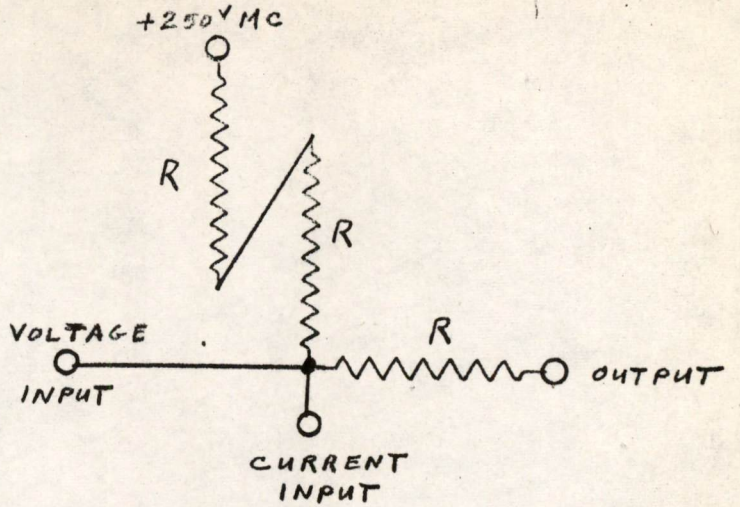 +250V MC
R
R
VOLTAGE
INPUT
R
OUTPUT
CURRENT
INPUT